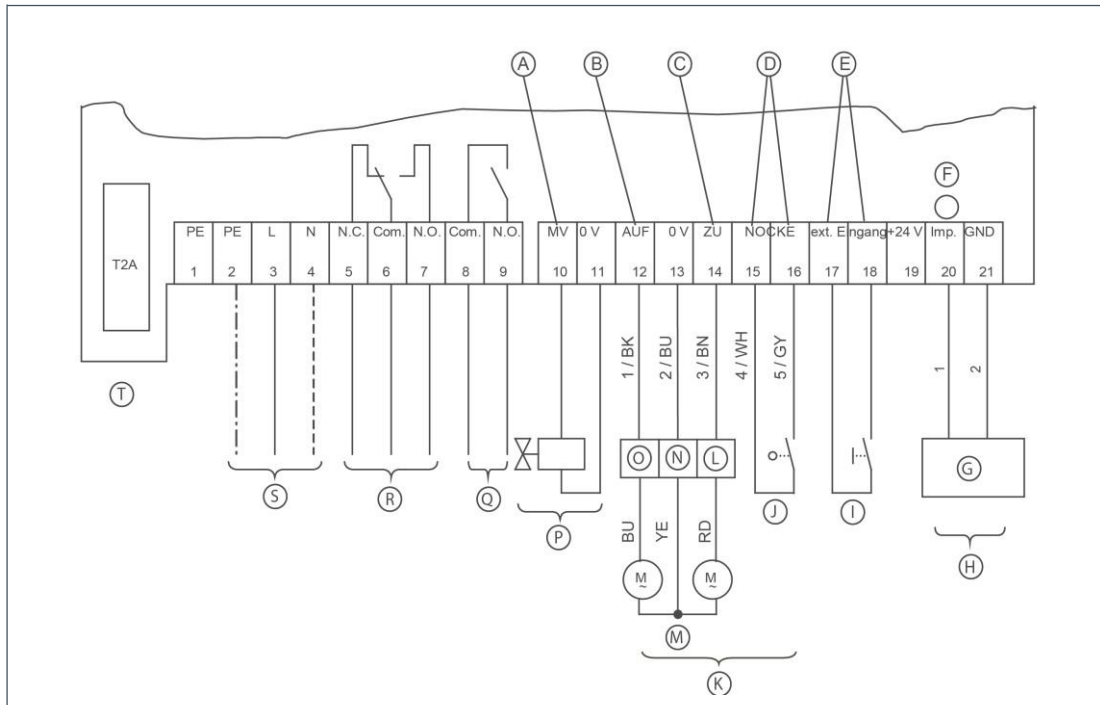 A B C D E
F
PE PE L N N.C. Com. N.O. Com. N.O. MV 0 V AUF 0 V ZU NOCKE ext. Eingang +24 V Imp. GND
T2A
1 2 3 4 5 6 7 8 9 10 11 12 13 14 15 16 17 18 19 20 21
1 / BK 2 / BU 3 / BN 4 / WH 5 / GY 1 2
T
O N L G
S R Q J I
P
BU YE RD
H
M ~ M ~
M
K